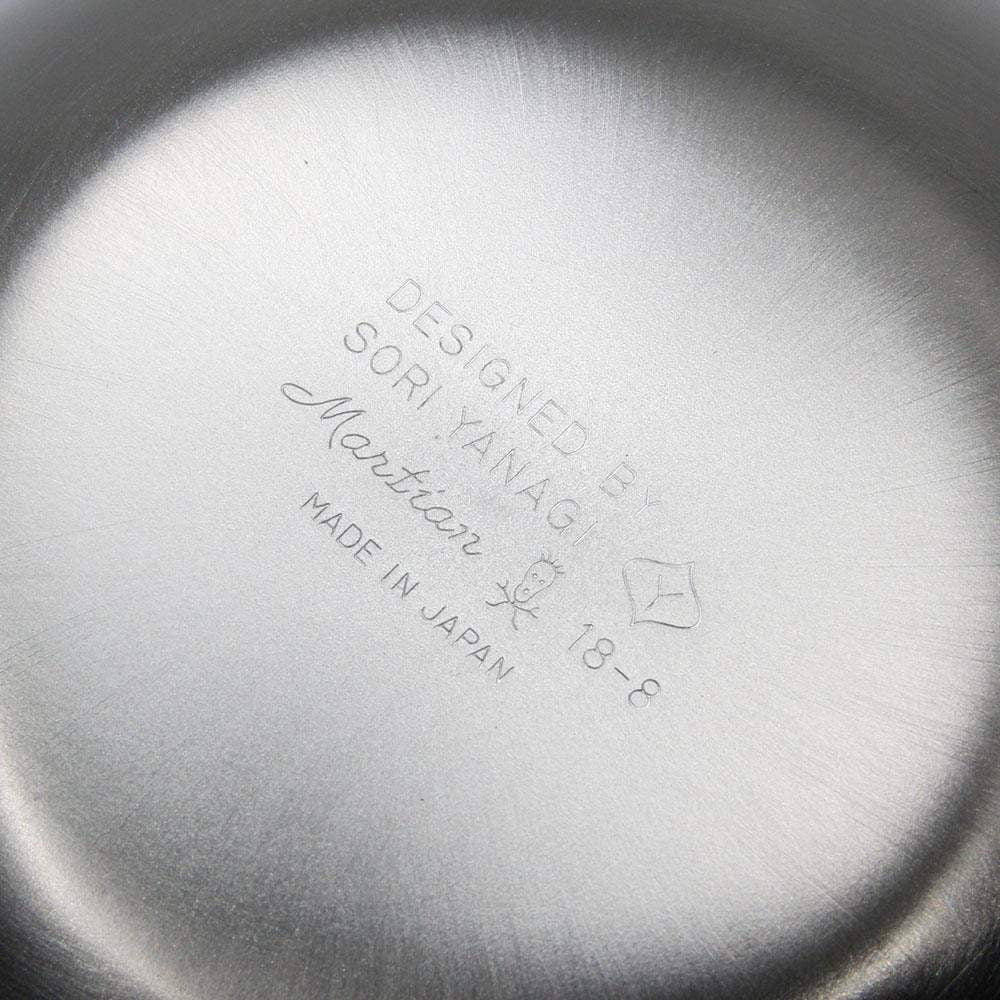 DESIGNED BY
SORI YANAGI
Martian 18-8
MADE IN JAPAN
Y